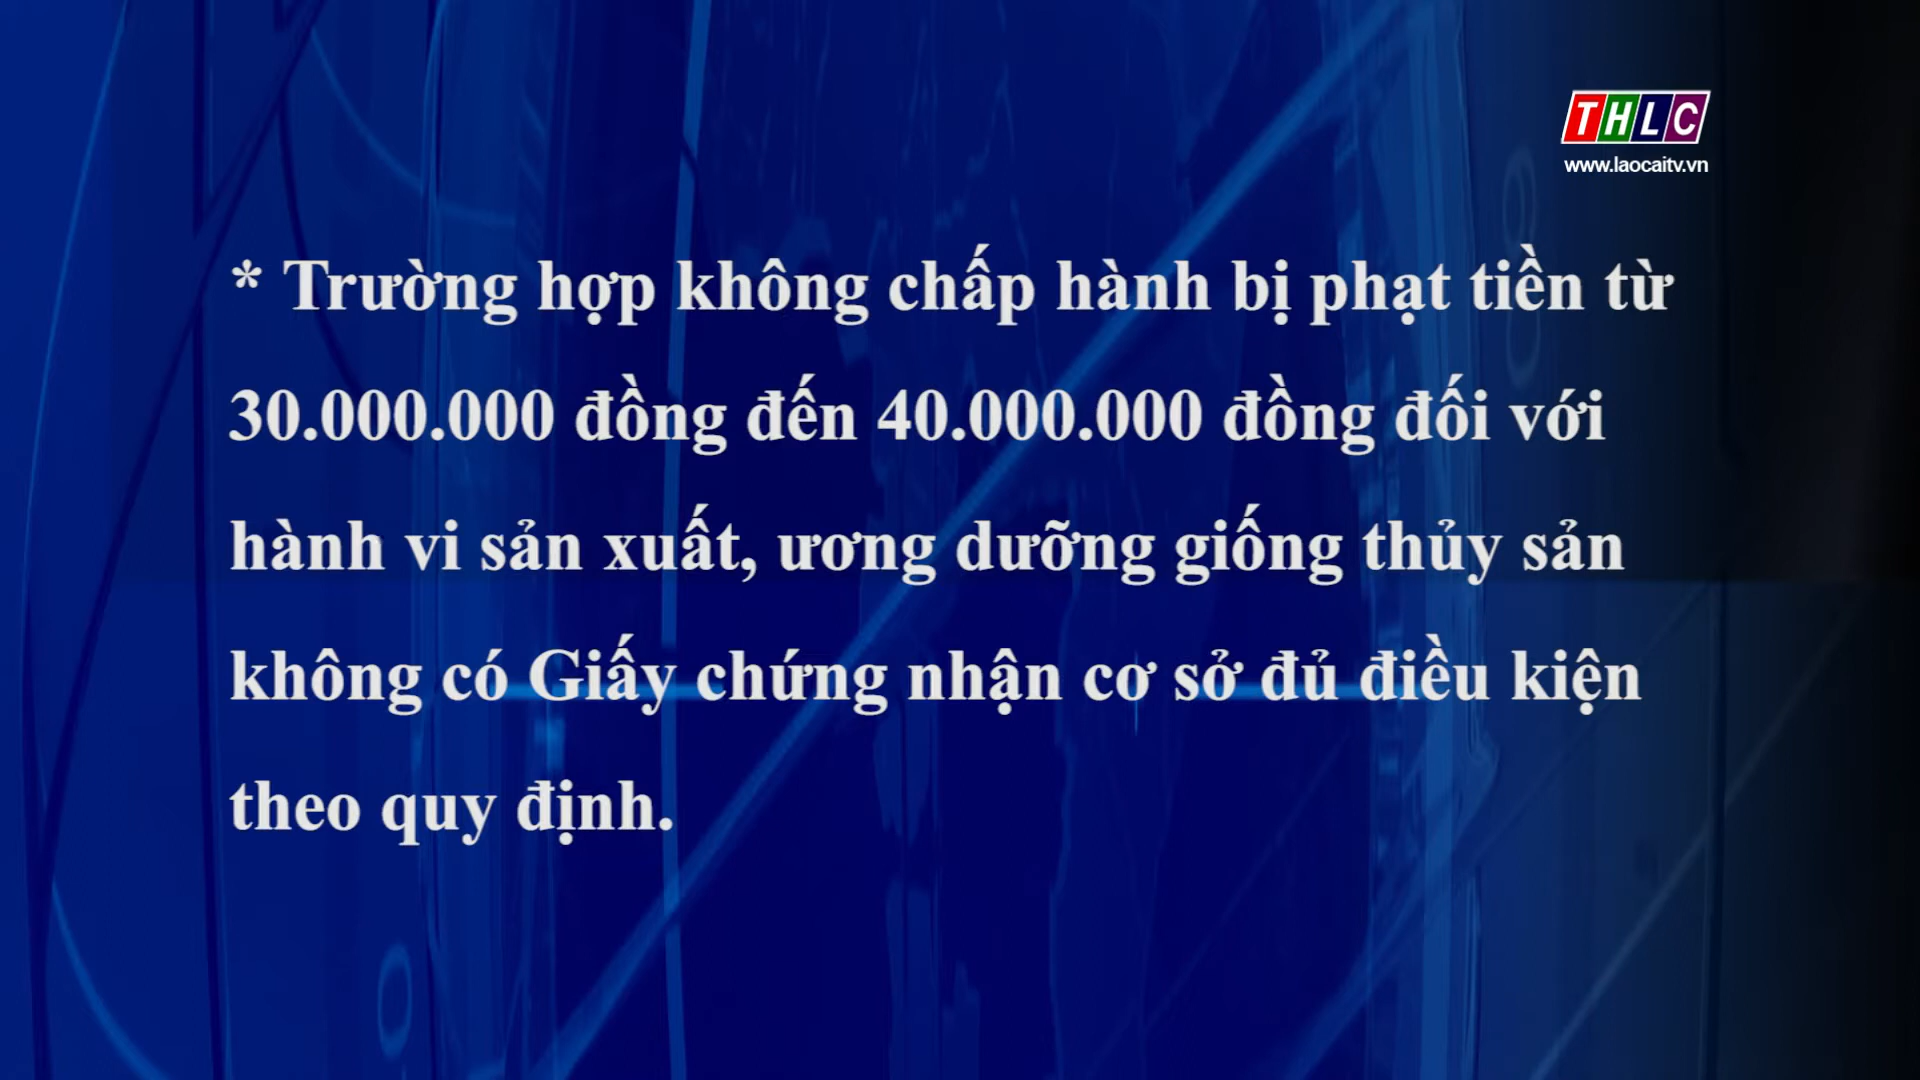 THLC
www.laocaitv.vn
* Trường hợp không chấp hành bị phạt tiền từ
30.000.000 đồng đến 40.000.000 đồng đối với
hành vi sản xuất, ương dưỡng giống thủy sản
không có Giấy chứng nhận cơ sở đủ điều kiện
theo quy định.